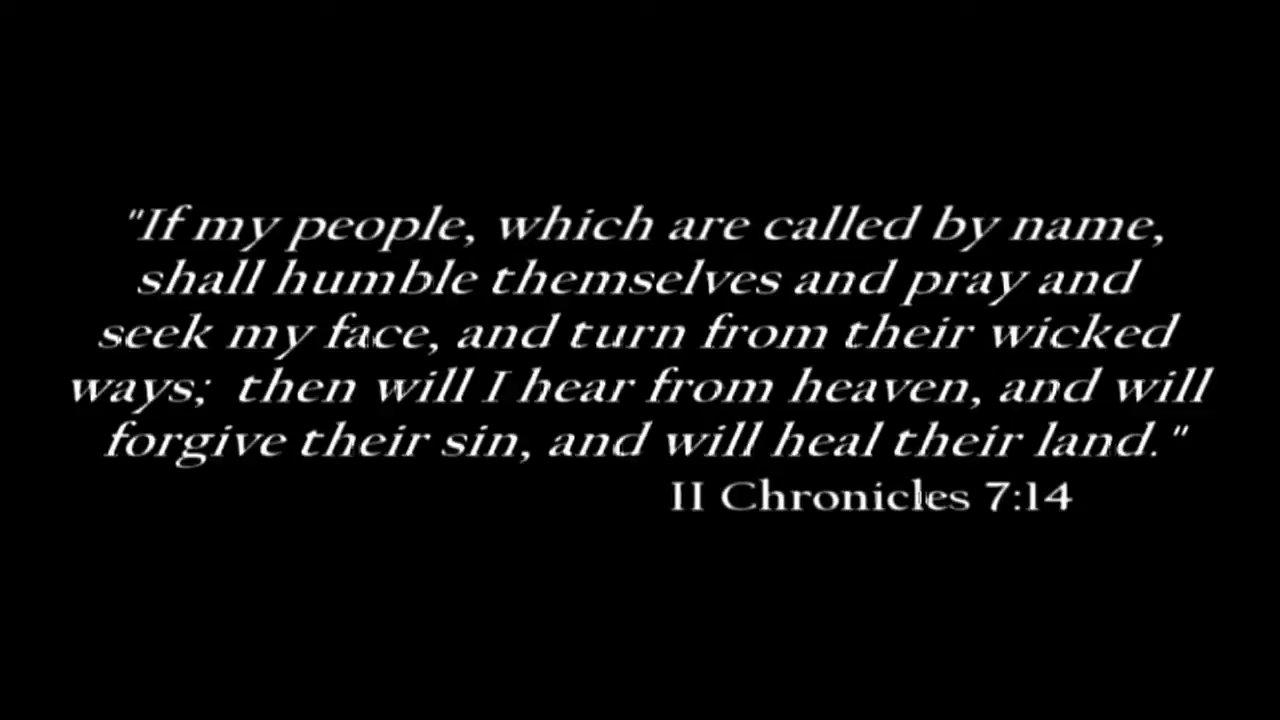 "If my people, which are called by name,
shall humble themselves and pray and
seek my face, and turn from their wicked
ways; then will I hear from heaven, and will
forgive their sin, and will heal their land."
II Chronicles 7:14